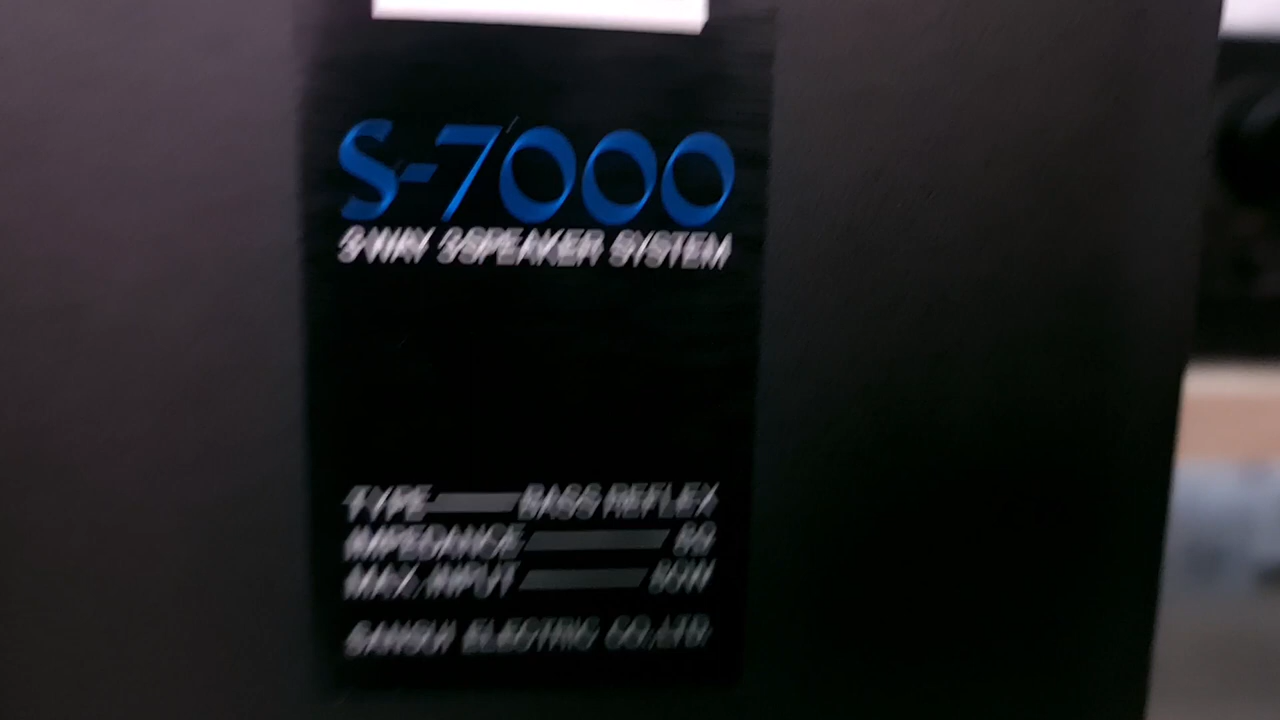 S-7000
3-WAY 3SPEAKER SYSTEM
TYPE BASS REFLEX
IMPEDANCE
MAX.INPUT
SANSUI ELECTRIC CO.,LTD.